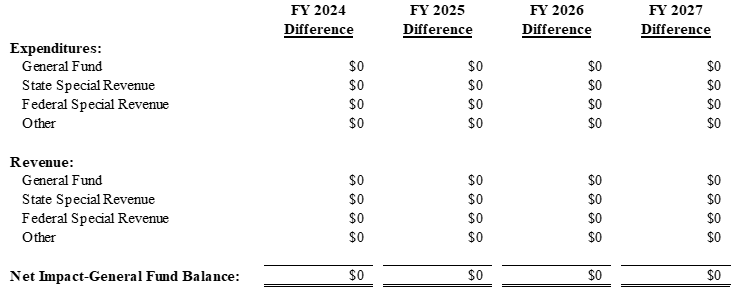 FY 2024 FY 2025 FY 2026 FY 2027
Difference Difference Difference Difference
Expenditures:
General Fund $0 $0 $0 $0
State Special Revenue $0 $0 $0 $0
Federal Special Revenue $0 $0 $0 $0
Other $0 $0 $0 $0
Revenue:
General Fund $0 $0 $0 $0
State Special Revenue $0 $0 $0 $0
Federal Special Revenue $0 $0 $0 $0
Other $0 $0 $0 $0
Net Impact-General Fund Balance: $0 $0 $0 $0